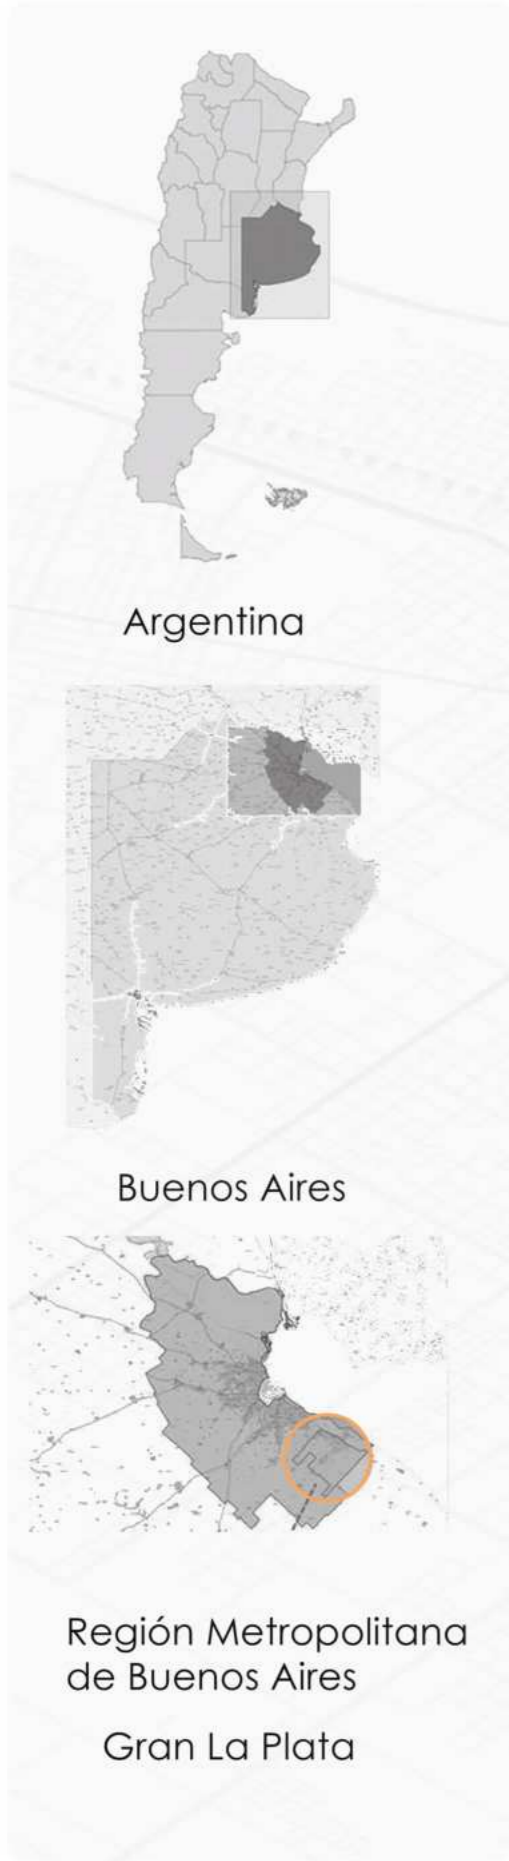 Argentina
Buenos Aires
Región Metropolitana
de Buenos Aires
Gran La Plata